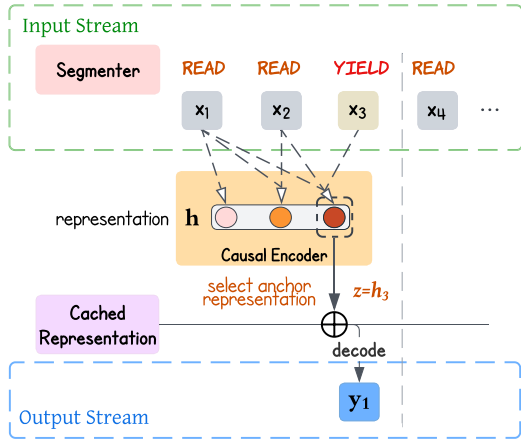 Input Stream
Segmenter
READ READ YIELD READ
x1 x2 x3 x4 ...
representation h
Causal Encoder
select anchor
representation
z=h3
Cached
Representation
decode
y1
Output Stream